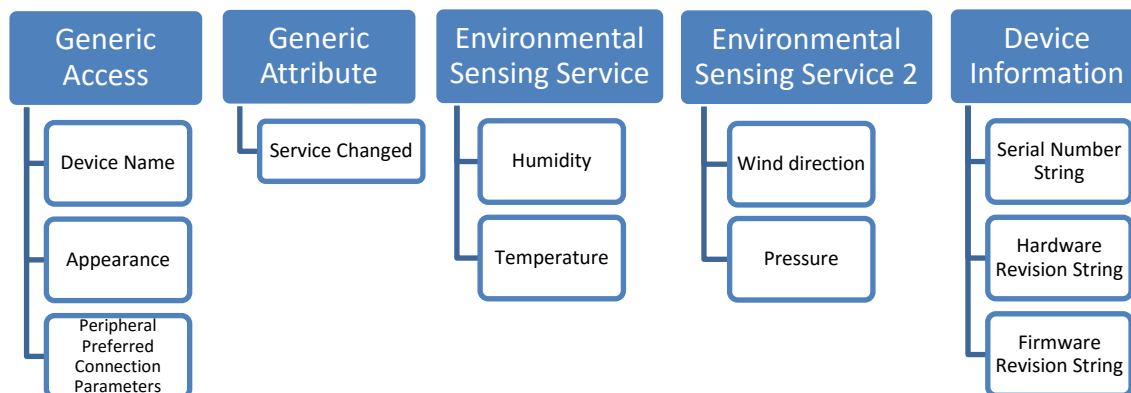 Generic
Access
Device Name
Appearance
Peripheral
Preferred
Connection
Parameters
Generic
Attribute
Service Changed
Environmental
Sensing Service
Humidity
Temperature
Environmental
Sensing Service 2
Wind direction
Pressure
Device
Information
Serial Number
String
Hardware
Revision String
Firmware
Revision String